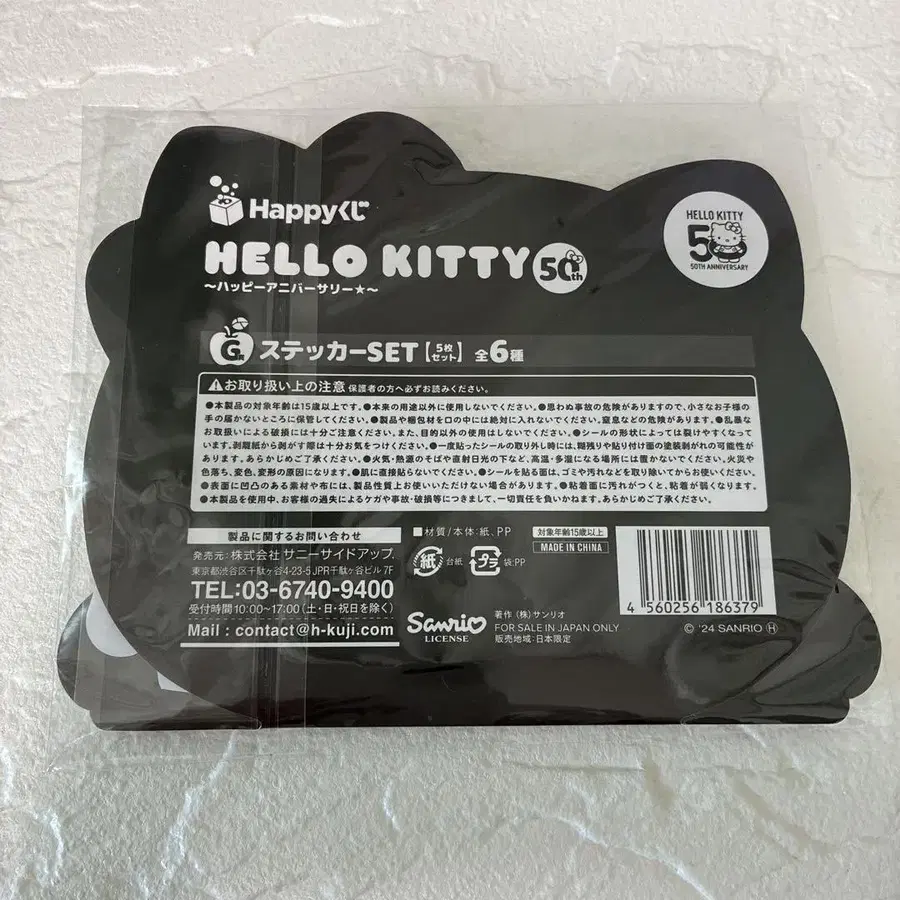 Happyくじ
HELLO KITTY 50th
～ハッピーアニバーサリー★～
HELLO KITTY
50
50TH ANNIVERSARY
G賞 ステッカーSET【5枚セット】全6種
⚠お取り扱い上の注意 保護者の方へ必ずお読みください。
●本製品の対象年齢は15歳以上です。●本来の用途以外に使用しないでください。●思わぬ事故の危険がありますので、小さなお子様の
手の届かないところに保管してください。●製品や梱包材を口の中には絶対に入れないでください。窒息などの危険があります。●乱暴な
お取扱いによる破損には十分ご注意ください。また、目的以外の使用はしないでください。●シールの形状によっては裂けやすくなって
います。剥離紙から剥がす際は十分お気をつけください。●一度貼ったシールの取り外し時には、糊残りや貼り付け面の塗装剥がれの可能性が
あります。あらかじめご了承ください。●火気・熱源のそばや直射日光の下など、高温・多湿になる場所には置かないでください。火災や
色落ち、変色、変形の原因になります。●肌に直接貼らないでください。●シールを貼る面は、ゴミや汚れなどを取り除いてからお使いください。
●表面に凹凸のある素材や布には、製品性質上お使いいただけない場合があります。●粘着面に汚れがつくと、粘着が弱くなります。
●本製品を使用中、お客様の過失によるケガや事故・破損等につきまして、一切責任を負いかねます。あらかじめご了承ください。
製品に関するお問い合わせ
発売元：株式会社 サニーサイドアップ
東京都渋谷区千駄ヶ谷4-23-5 JPR千駄ヶ谷ビル 7F
TEL:03-6740-9400
受付時間10:00〜17:00（土・日・祝日を除く）
Mail : contact@h-kuji.com
■材質/本体：紙、PP
紙 台紙 プラ 袋：PP
Sanrio
LICENSE
著作（株）サンリオ
FOR SALE IN JAPAN ONLY
販売地域：日本限定
対象年齢15歳以上
MADE IN CHINA
4 560256 186379
© '24 SANRIO Ⓗ